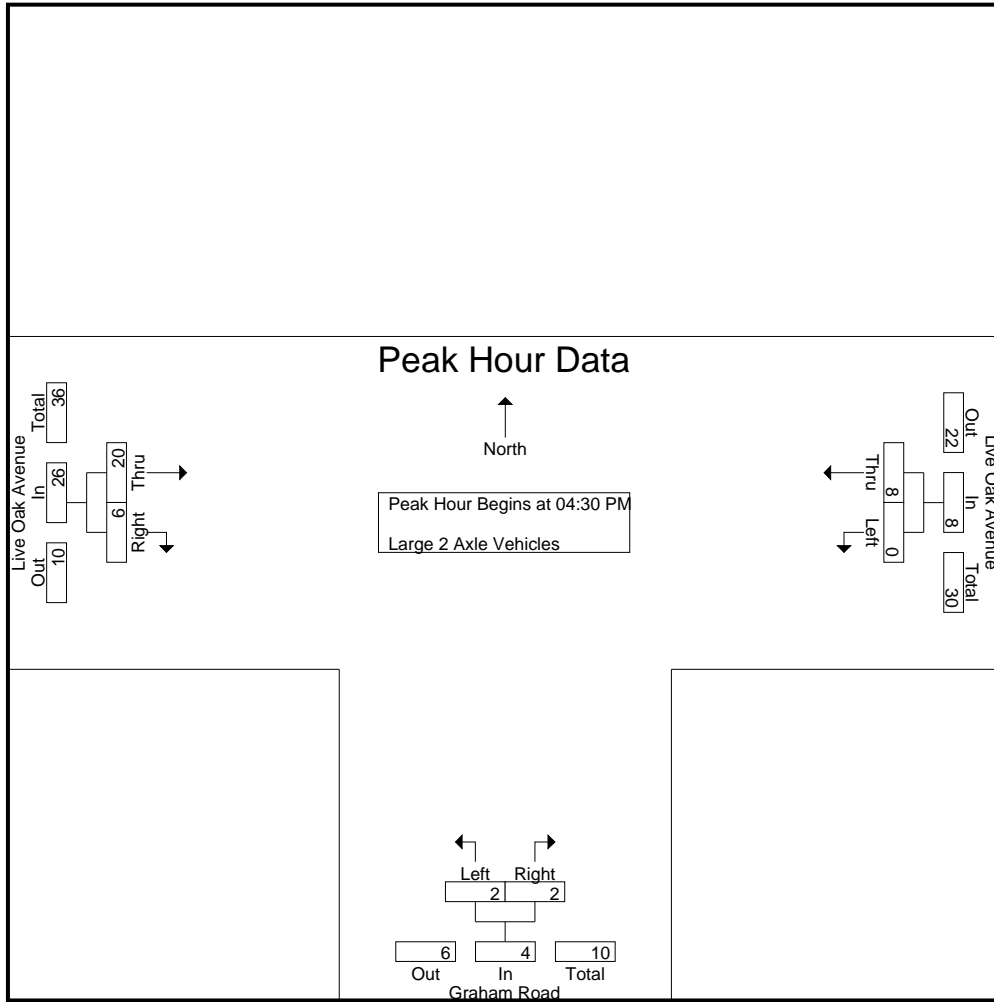 Peak Hour Data
North
Peak Hour Begins at 04:30 PM
Large 2 Axle Vehicles
Live Oak Avenue
Out In Total
10 26 36
Right Thru
6 20
Live Oak Avenue
Out In Total
22 8 30
Thru Left
8 0
Left Right
2 2
6 4 10
Out In Total
Graham Road